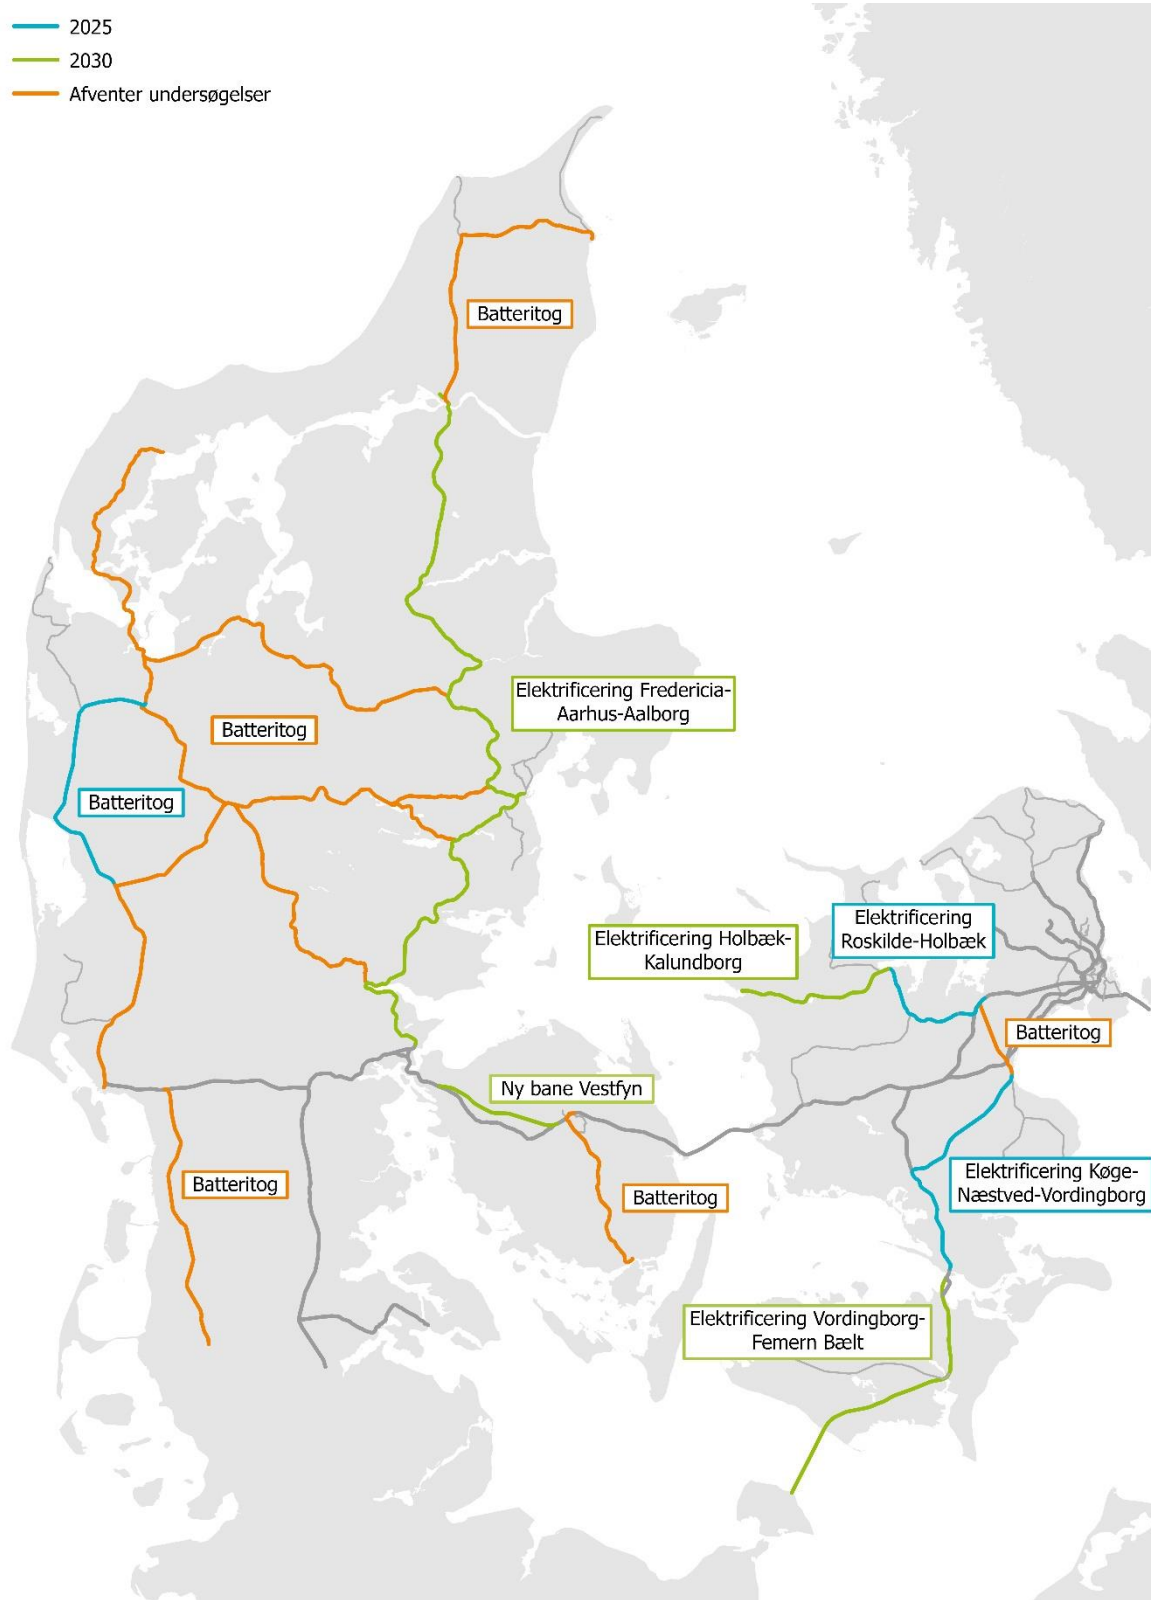 2025
2030
Afventer undersøgelser
Batteritog
Elektrificering Fredericia-
Aarhus-Aalborg
Batteritog
Batteritog
Elektrificering
Roskilde-Holbæk
Elektrificering Holbæk-
Kalundborg
Batteritog
Ny bane Vestfyn
Batteritog
Batteritog
Elektrificering Køge-
Næstved-Vordingborg
Elektrificering Vordingborg-
Femern Bælt